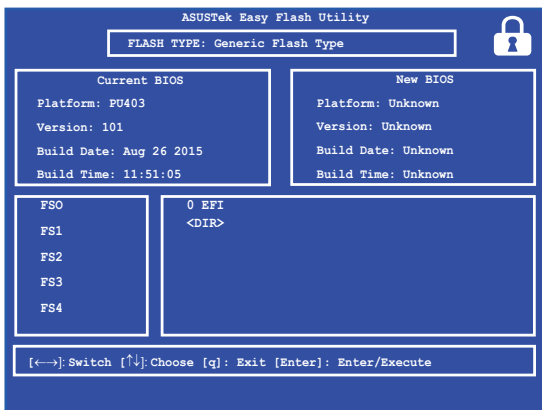 ASUSTek Easy Flash Utility
FLASH TYPE: Generic Flash Type
Current BIOS
Platform: PU403
Version: 101
Build Date: Aug 26 2015
Build Time: 11:51:05
New BIOS
Platform: Unknown
Version: Unknown
Build Date: Unknown
Build Time: Unknown
FSO
FS1
FS2
FS3
FS4
0 EFI
<DIR>
[←→]: Switch [↑↓]: Choose [q]: Exit [Enter]: Enter/Execute